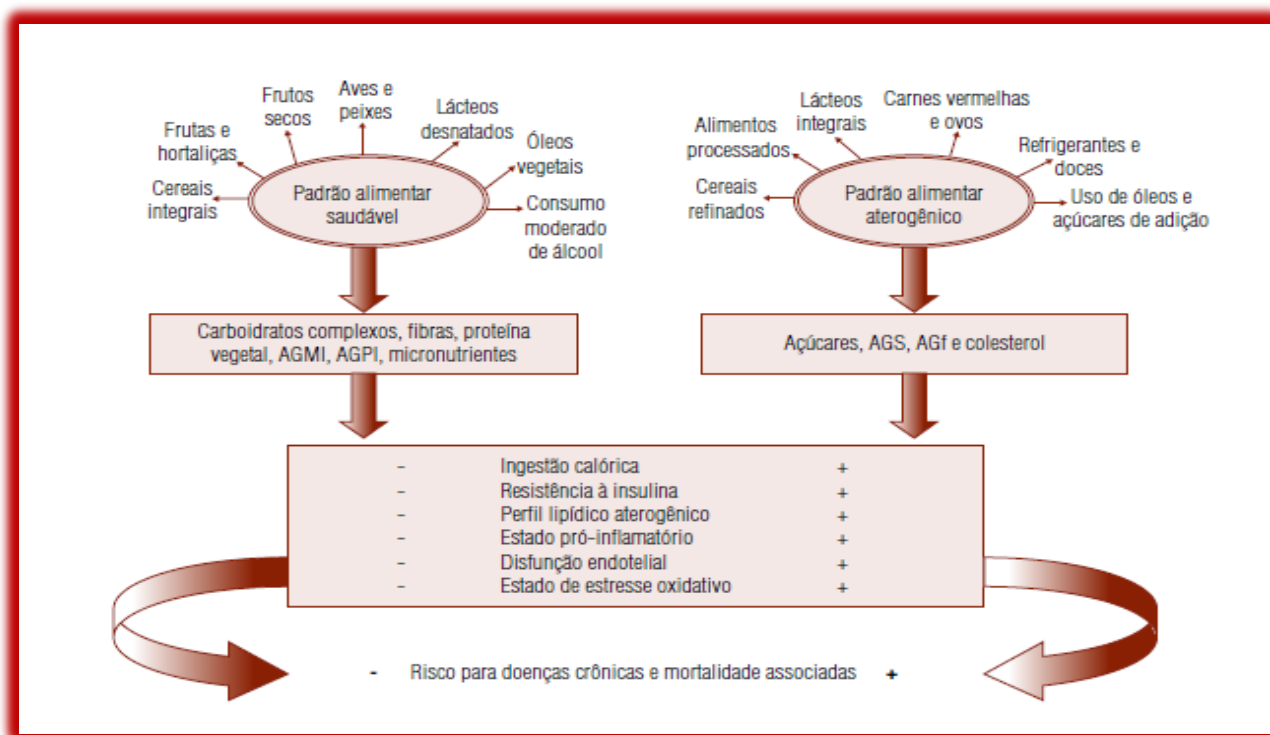 Cereais
integrais
Frutas e
hortaliças
Frutos
secos
Aves e
peixes
Lácteos
desnatados
Óleos
vegetais
Consumo
moderado
de álcool
Padrão alimentar
saudável
Cereais
refinados
Alimentos
processados
Lácteos
integrais
Carnes vermelhas
e ovos
Refrigerantes e
doces
Uso de óleos e
açúcares de adição
Padrão alimentar
aterogênico
Carboidratos complexos, fibras, proteína
vegetal, AGMI, AGPI, micronutrientes
Açúcares, AGS, AGf e colesterol
- Ingestão calórica +
- Resistência à insulina +
- Perfil lipídico aterogênico +
- Estado pró-inflamatório +
- Disfunção endotelial +
- Estado de estresse oxidativo +
- Risco para doenças crônicas e mortalidade associadas +